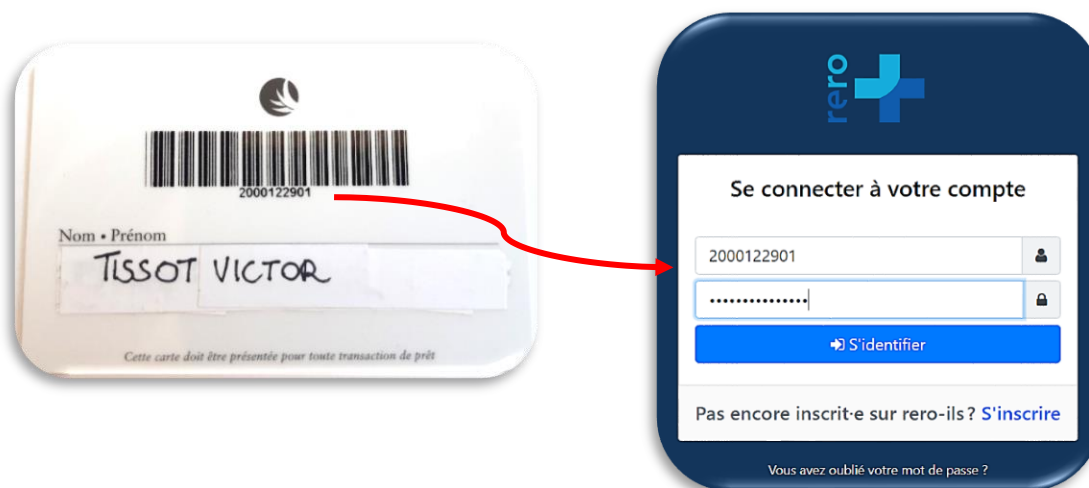 2000122901
Nom • Prénom
TISSOT VICTOR
Cette carte doit être présentée pour toute transaction de prêt
rero
Se connecter à votre compte
2000122901
•••••••••••••••
S'identifier
Pas encore inscrit·e sur rero-ils ? S'inscrire
Vous avez oublié votre mot de passe ?